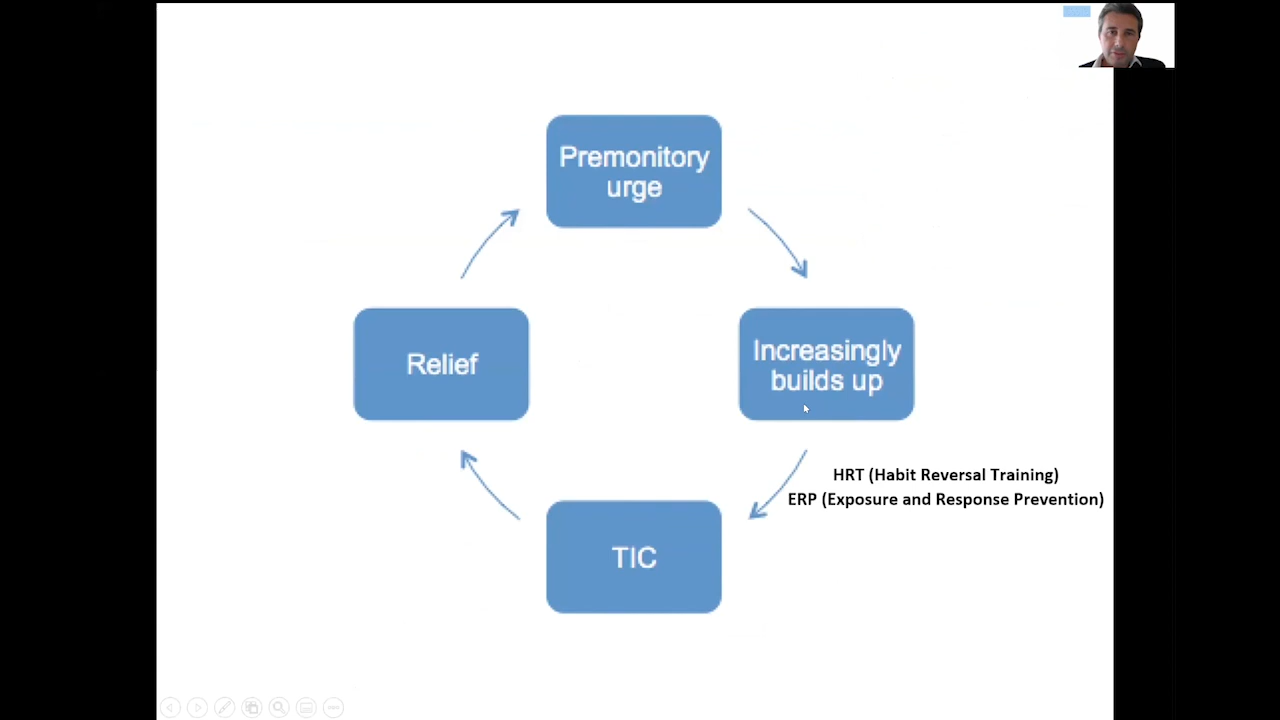 Premonitory
urge
Increasingly
builds up
Relief
HRT (Habit Reversal Training)
ERP (Exposure and Response Prevention)
TIC